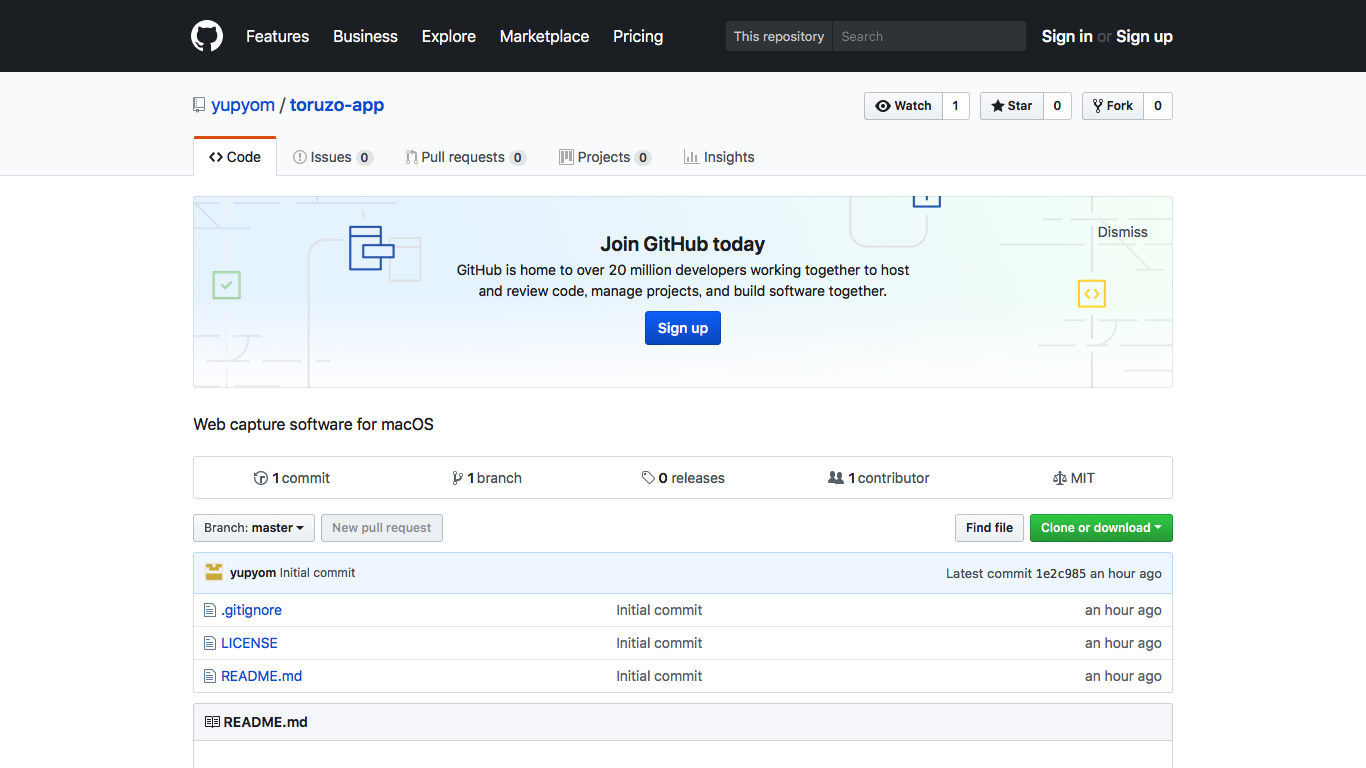 Features Business Explore Marketplace Pricing This repository Search Sign in or Sign up
yupyom / toruzo-app Watch 1 Star 0 Fork 0
Code Issues 0 Pull requests 0 Projects 0 Insights
Dismiss
Join GitHub today
GitHub is home to over 20 million developers working together to host
and review code, manage projects, and build software together.
Sign up
Web capture software for macOS
1 commit 1 branch 0 releases 1 contributor MIT
Branch: master New pull request Find file Clone or download
yupyom Initial commit Latest commit 1e2c985 an hour ago
.gitignore Initial commit an hour ago
LICENSE Initial commit an hour ago
README.md Initial commit an hour ago
README.md